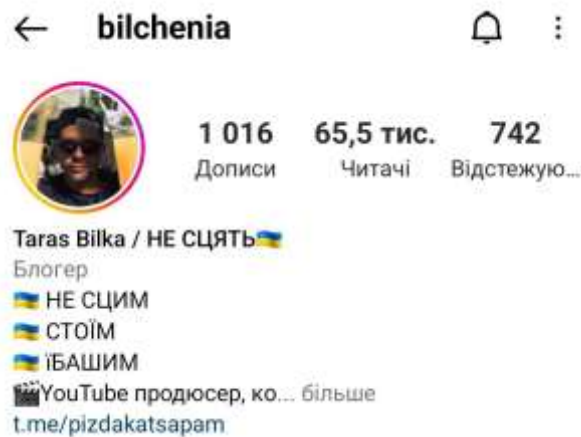 bilchenia
1 016 65,5 тис. 742
Дописи Читачі Відстежую...
Taras Bilka / НЕ СЦЯТЬ🇺🇦
Блогер
🇺🇦 НЕ СЦИМ
🇺🇦 СТОЇМ
🇺🇦 ЇБАШИМ
🎬YouTube продюсер, ко... більше
t.me/pizdakatsapam